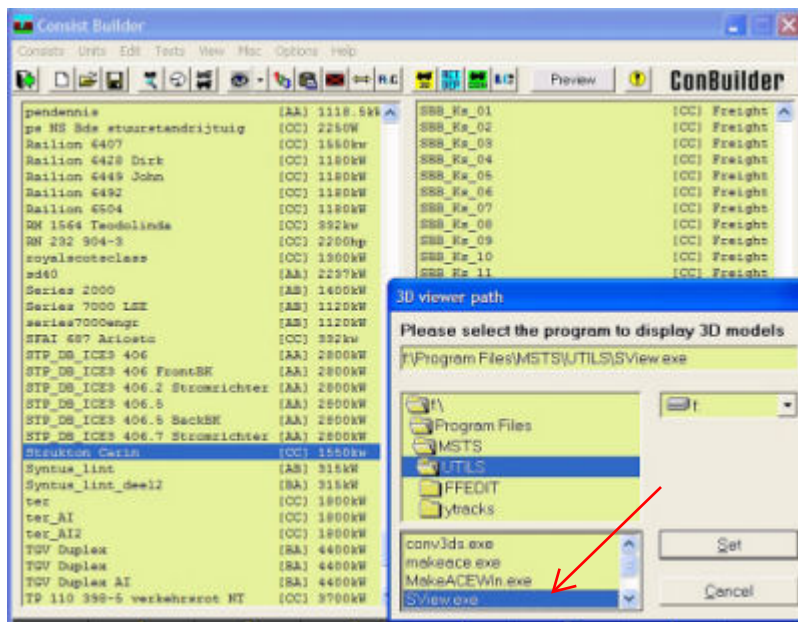 Consist Builder
Consists Units Edit Texts View Misc Options Help
Preview ConBuilder
pendennis [AA] 1118.5kW
ps NS Bds stuurstandrijtuig [CC] 2250W
Railion 6407 [CC] 1550kw
Railion 6428 Dirk [CC] 1180kW
Railion 6449 John [CC] 1180kW
Railion 6492 [CC] 1180kW
Railion 6504 [CC] 1180kW
RN 1564 Teodolinda [CC] 332kw
RN 232 904-3 [CC] 2200hp
royalscotsclass [CC] 1300kW
sd40 [AA] 2237kW
Series 2000 [AB] 1400kW
Series 7000 LSE [AB] 1120kW
series7000engr [AB] 1120kW
SFAI 687 Ariosto [CC] 332kw
STP_DB_ICE3 406 [AA] 2800kW
STP_DB_ICE3 406 FrontBK [AA] 2800kW
STP_DB_ICE3 406.2 Stromrichter [AA] 2800kW
STP_DB_ICE3 406.5 [AA] 2800kW
STP_DB_ICE3 406.5 BackBK [AA] 2800kW
STP_DB_ICE3 406.7 Stromrichter [AA] 2800kW
Strukton Carin [CC] 1550kw
Syntus_lint [AB] 315kW
Syntus_lint_deel2 [BA] 315kW
ter [CC] 1800kW
ter_AI [CC] 1800kW
ter_AI2 [CC] 1800kW
TGV Duplex [BA] 4400kW
TGV Duplex AI [BA] 4400kW
TP 110 398-6 verkehrsrot NT [CC] 3700kW
SBB_Ks_01 [CC] Freight
SBB_Ks_02 [CC] Freight
SBB_Ks_03 [CC] Freight
SBB_Ks_04 [CC] Freight
SBB_Ks_05 [CC] Freight
SBB_Ks_06 [CC] Freight
SBB_Ks_07 [CC] Freight
SBB_Ks_08 [CC] Freight
SBB_Ks_09 [CC] Freight
SBB_Ks_10 [CC] Freight
SBB_Ks_11 [CC] Freight
3D viewer path
Please select the program to display 3D models
f:\Program Files\MSTS\UTILS\SView.exe
f:\
Program Files
MSTS
UTILS
FFEDIT
ytracks
f:
conv3ds.exe
makeace.exe
MakeACEWin.exe
SView.exe
Set
Cancel